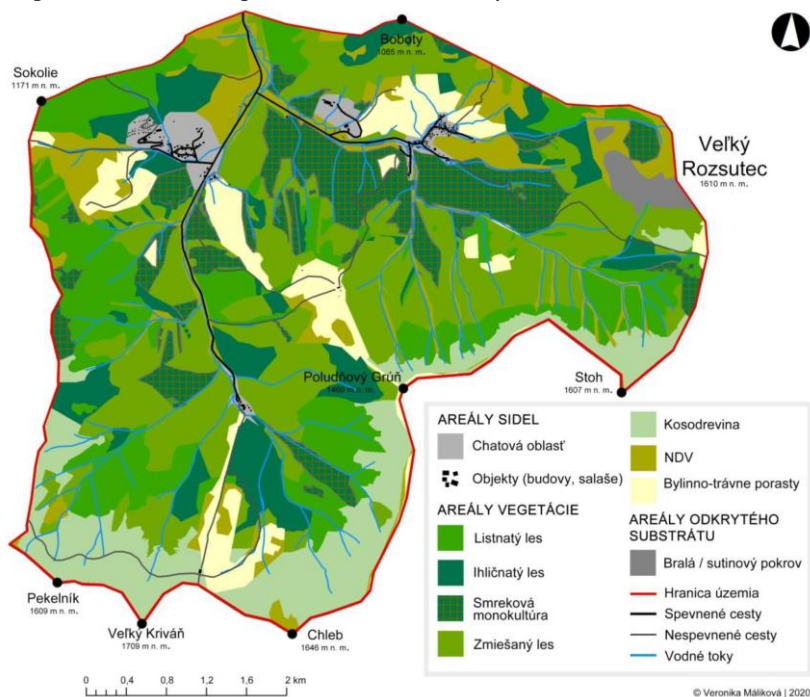 Boboty
1085 m n. m.
Sokolie
1171 m n. m.
Veľký
Rozsutec
1610 m n. m.
Poludňový Grúň
1460 m n. m.
Stoh
1607 m n. m.
Pekelník
1609 m n. m.
Veľký Kriváň
1709 m n. m.
Chleb
1646 m n. m.
AREÁLY SIDEL
Chatová oblasť
Objekty (budovy, salaše)
AREÁLY VEGETÁCIE
Listnatý les
Ihličnatý les
Smreková
monokultúra
Zmiešaný les
Kosodrevina
NDV
Bylinno-trávne porasty
AREÁLY ODKRYTÉHO
SUBSTRÁTU
Bralá / sutinový pokrov
Hranica územia
Spevnené cesty
Nespevnené cesty
Vodné toky
0 0,4 0,8 1,2 1,6 2 km
© Veronika Máliková | 2020